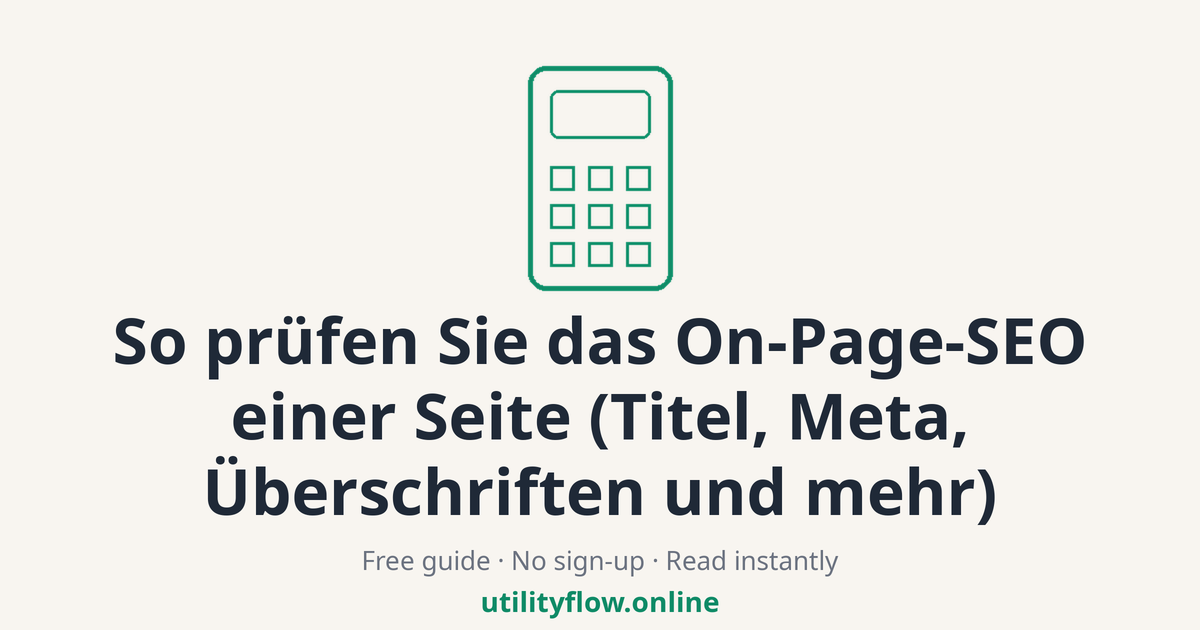 So prüfen Sie das On-Page-SEO
einer Seite (Titel, Meta,
Überschriften und mehr)
Free guide · No sign-up · Read instantly
utilityflow.online